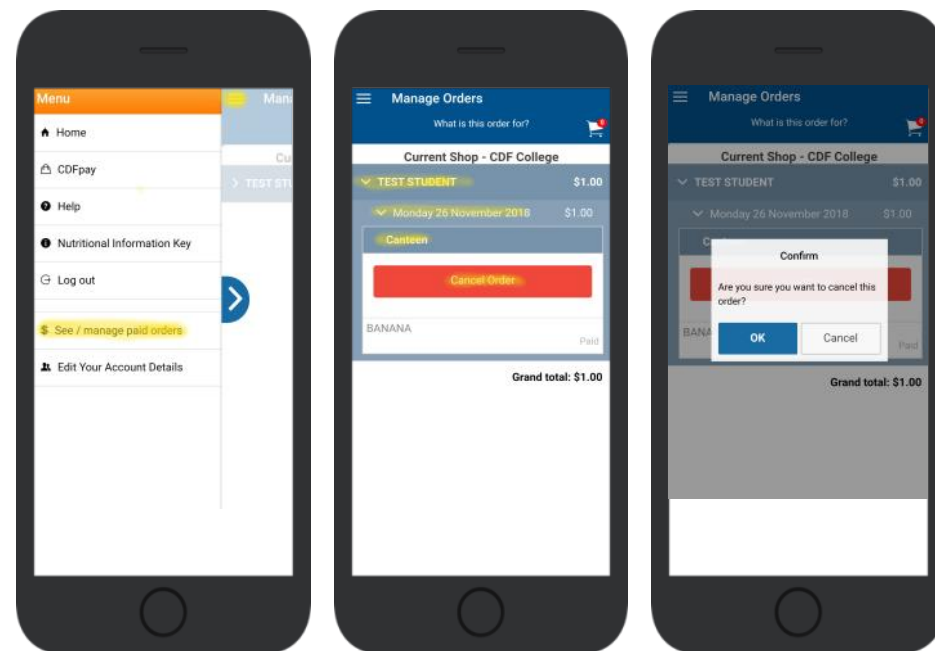 Menu
Home
CDFpay
Help
Nutritional Information Key
Log out
$ See / manage paid orders
Edit Your Account Details
TEST STU
Manage Orders
What is this order for?
Current Shop - CDF College
TEST STUDENT $1.00
Monday 26 November 2018 $1.00
Canteen
Cancel Order
BANANA
Paid
Grand total: $1.00
Manage Orders
What is this order for?
Current Shop - CDF College
TEST STUDENT $1.00
Monday 26 November 2018 $1.00
Confirm
Are you sure you want to cancel this
order?
OK Cancel
BANA
Paid
Grand total: $1.00